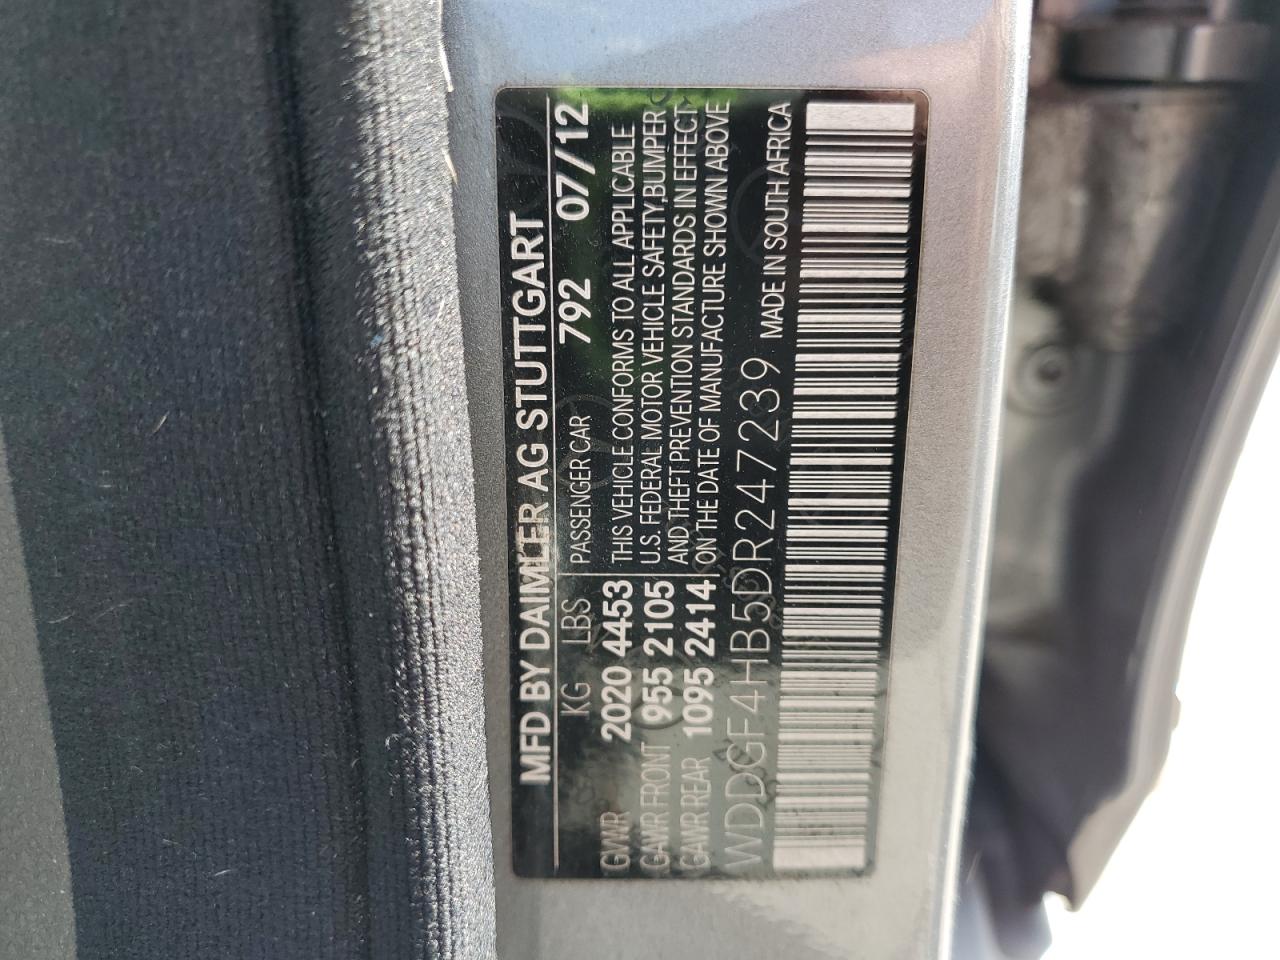 MFD BY DAIMLER AG STUTTGART
KG LBS PASSENGER CAR 792 07/12
GVWR 2020 4453 THIS VEHICLE CONFORMS TO ALL APPLICABLE
GAWR FRONT 955 2105 U.S. FEDERAL MOTOR VEHICLE SAFETY,BUMPER
GAWR REAR 1095 2414 AND THEFT PREVENTION STANDARDS IN EFFECT
ON THE DATE OF MANUFACTURE SHOWN ABOVE
WDDGF4HB5DR247239 MADE IN SOUTH AFRICA